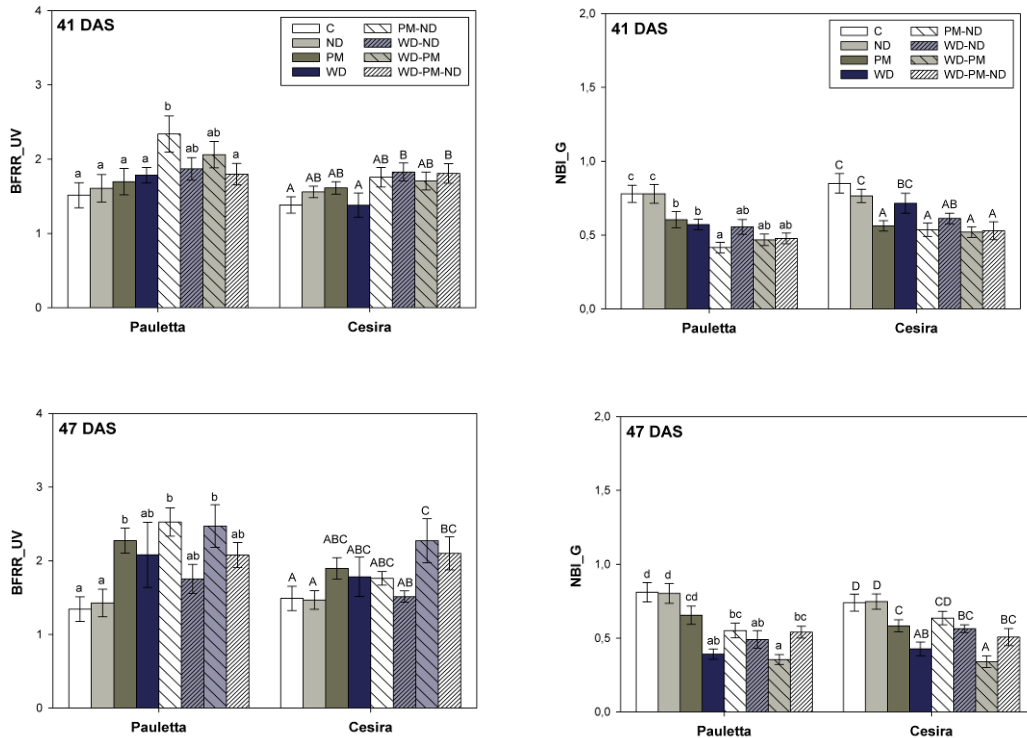 41 DAS
C
ND
PM
WD
PM-ND
WD-ND
WD-PM
WD-PM-ND
BFRR_UV
4
3
2
1
0
a a a a b ab ab a
A AB AB A AB B AB B
Pauletta Cesira
41 DAS
C
ND
PM
WD
PM-ND
WD-ND
WD-PM
WD-PM-ND
NBI_G
2,0
1,5
1,0
0,5
0,0
c c b b a ab ab ab
C C A BC A AB A A
Pauletta Cesira
47 DAS
BFRR_UV
4
3
2
1
0
a a b ab b ab b ab
A A ABC ABC ABC AB C BC
Pauletta Cesira
47 DAS
NBI_G
2,0
1,5
1,0
0,5
0,0
d d cd ab bc ab a bc
D D C AB CD BC A BC
Pauletta Cesira